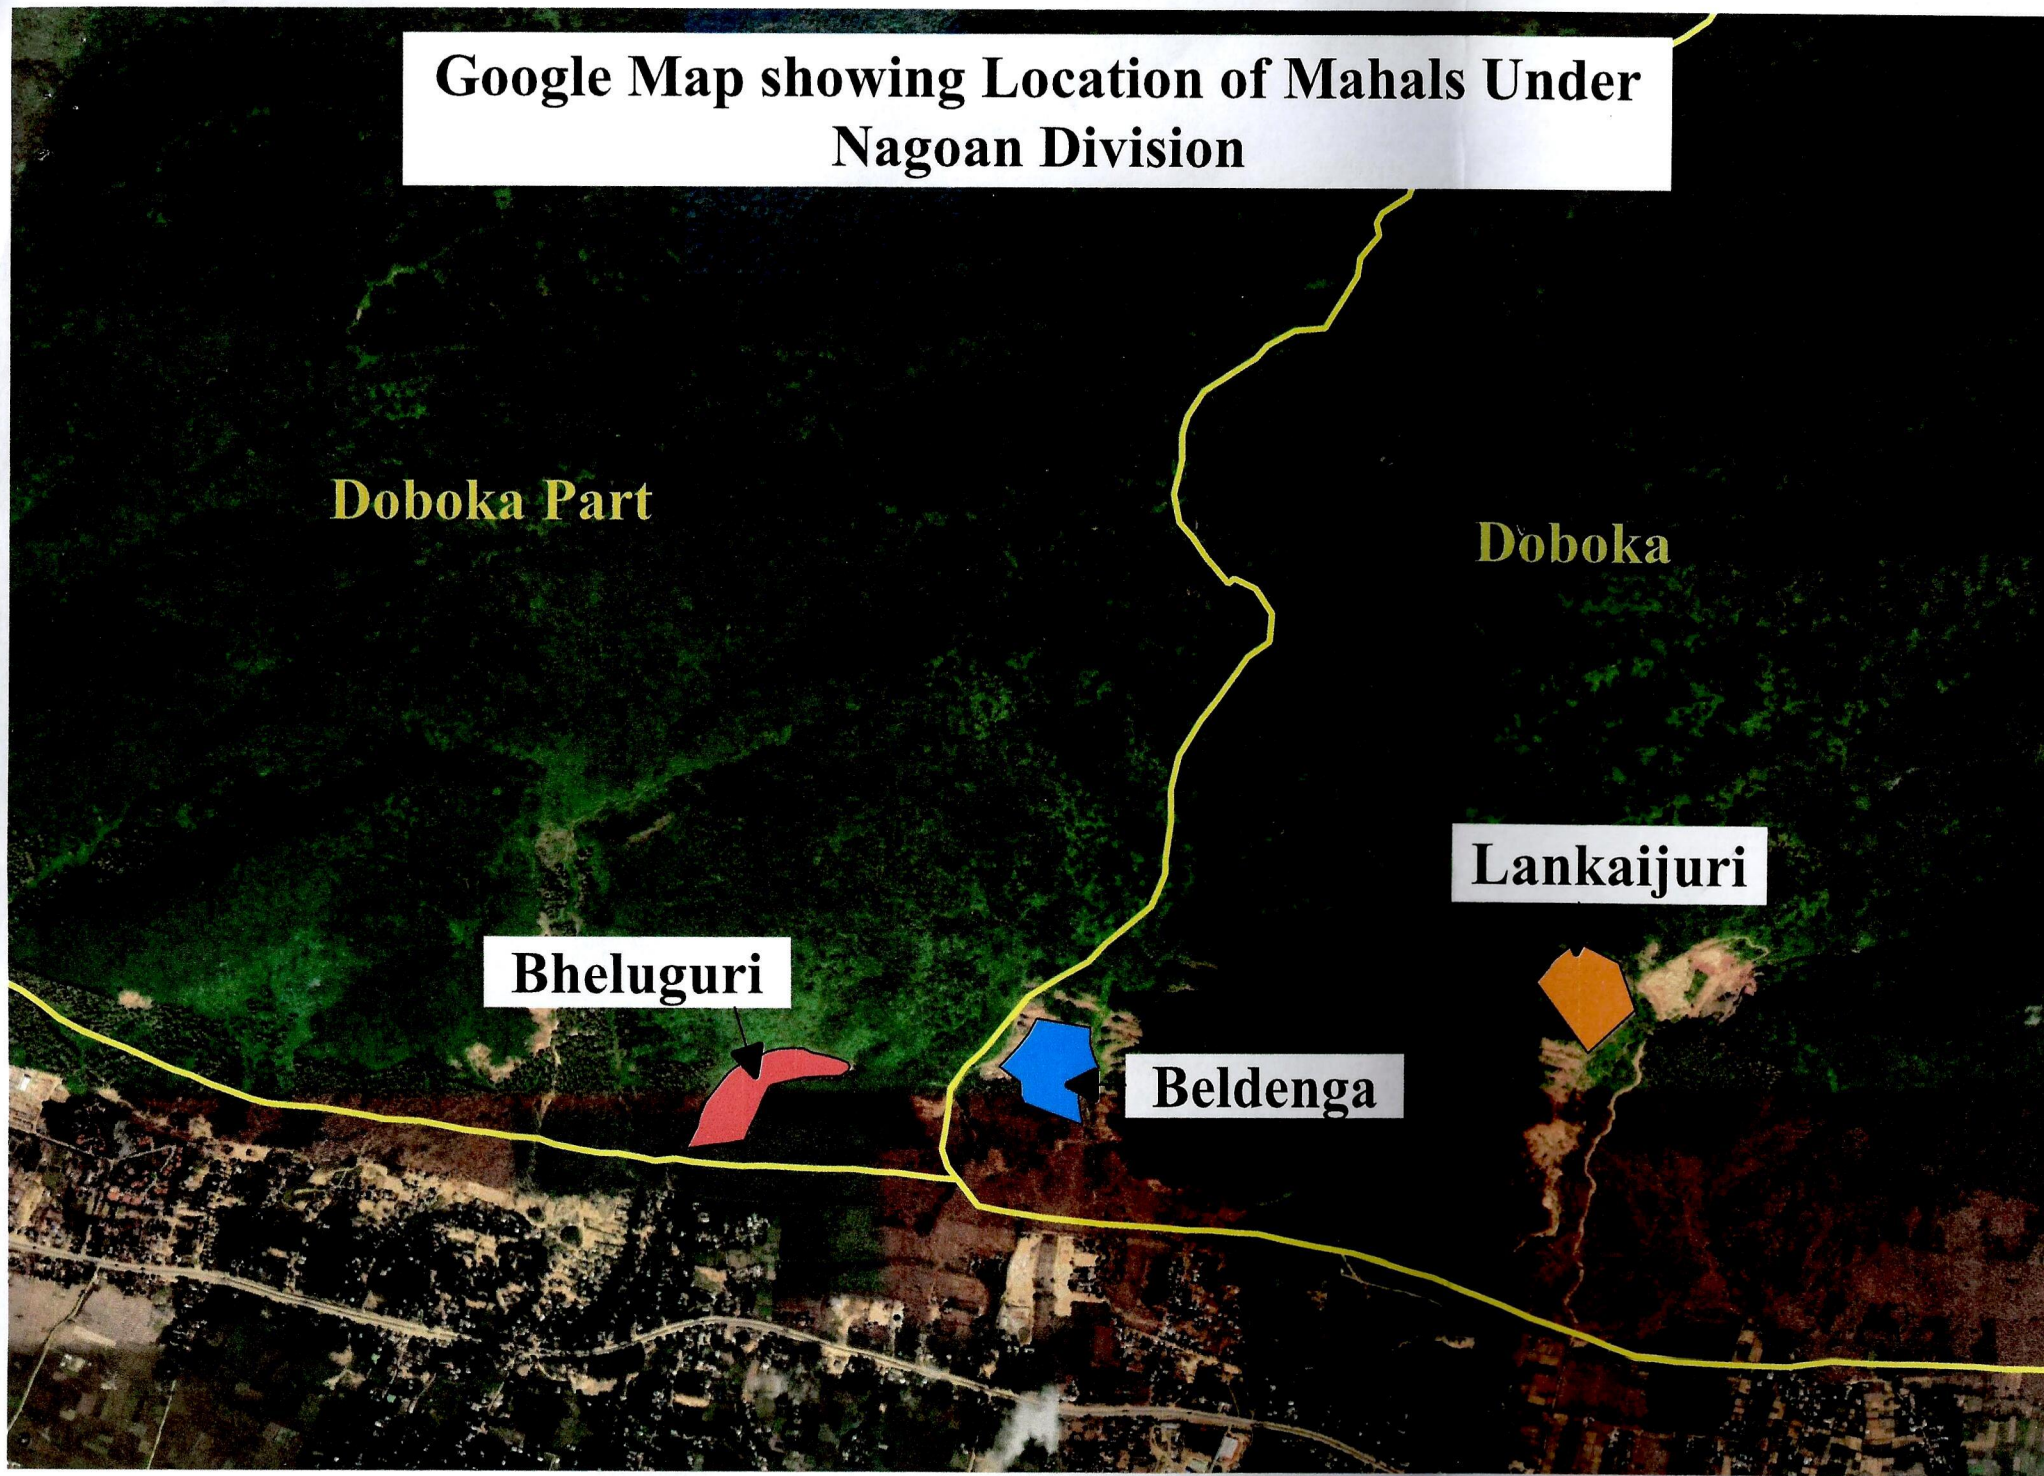 Google Map showing Location of Mahals Under
Nagoan Division
Doboka Part
Doboka
Lankaijuri
Bheluguri
Beldenga